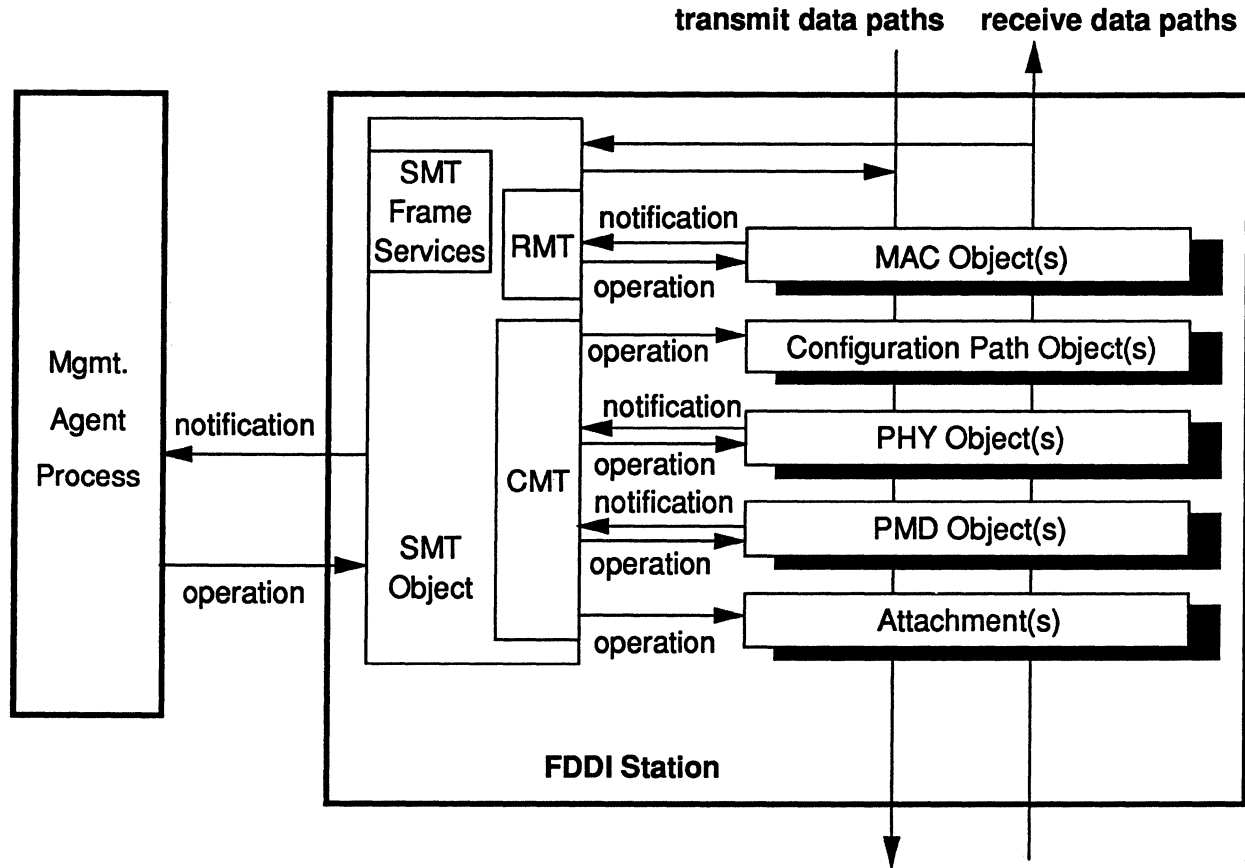 transmit data paths
receive data paths
Mgmt.
Agent
Process
notification
operation
SMT
Frame
Services
RMT
CMT
SMT
Object
notification
operation
MAC Object(s)
operation
Configuration Path Object(s)
notification
operation
PHY Object(s)
notification
operation
PMD Object(s)
operation
Attachment(s)
FDDI Station